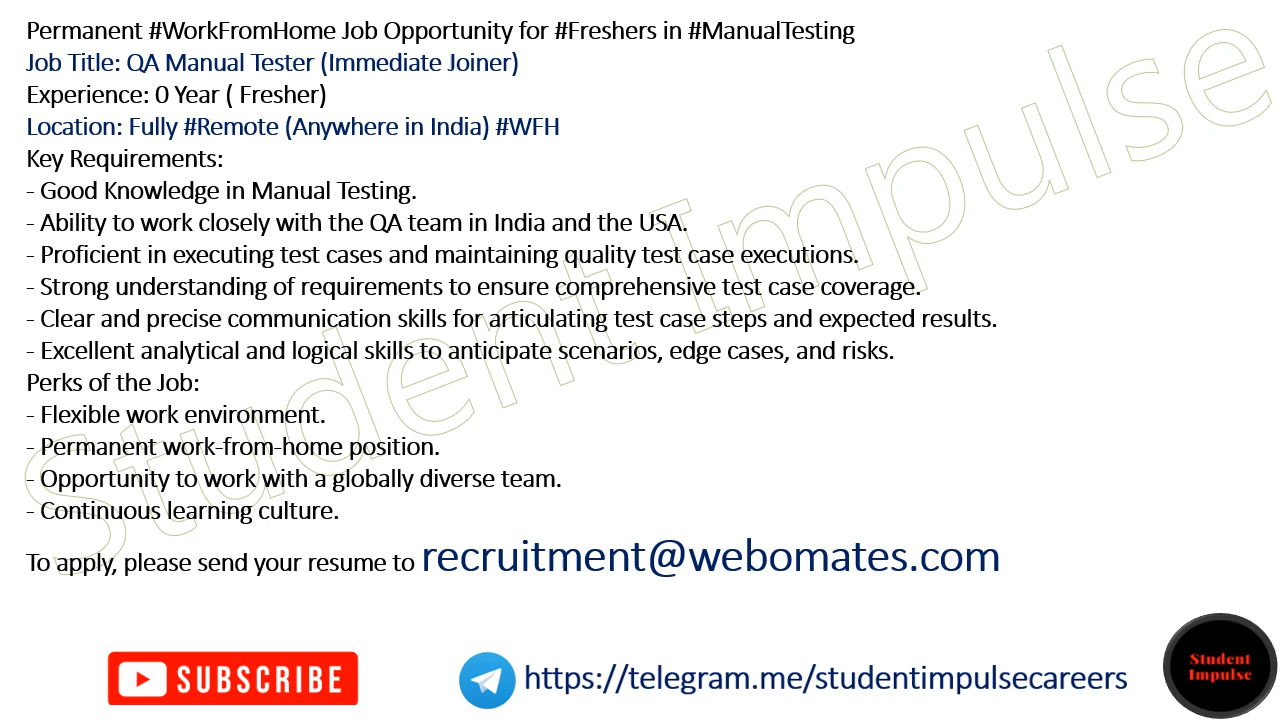 Permanent #WorkFromHome Job Opportunity for #Freshers in #ManualTesting
Job Title: QA Manual Tester (Immediate Joiner)
Experience: 0 Year ( Fresher)
Location: Fully #Remote (Anywhere in India) #WFH
Key Requirements:
- Good Knowledge in Manual Testing.
- Ability to work closely with the QA team in India and the USA.
- Proficient in executing test cases and maintaining quality test case executions.
- Strong understanding of requirements to ensure comprehensive test case coverage.
- Clear and precise communication skills for articulating test case steps and expected results.
- Excellent analytical and logical skills to anticipate scenarios, edge cases, and risks.
Perks of the Job:
- Flexible work environment.
- Permanent work-from-home position.
- Opportunity to work with a globally diverse team.
- Continuous learning culture.
To apply, please send your resume to recruitment@webomates.com
Student Impulse
SUBSCRIBE
https://telegram.me/studentimpulsecareers
Student
Impulse